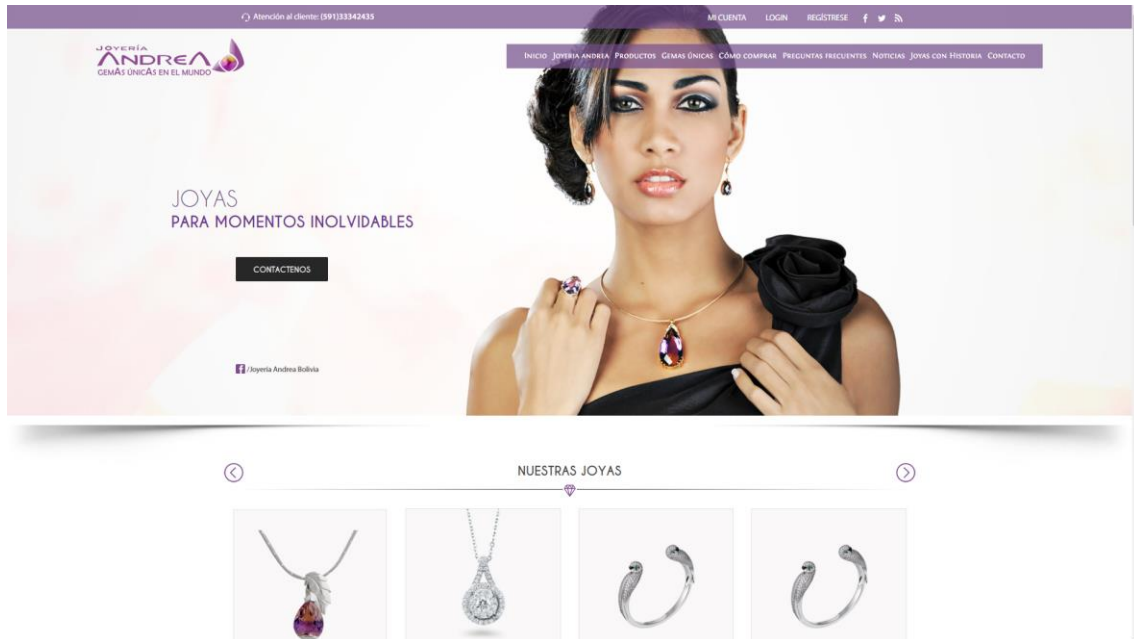 Atención al cliente: (591)33342435
MI CUENTA LOGIN REGÍSTRESE
JOYERÍA
ANDREA
GEMAS ÚNICAS EN EL MUNDO
Inicio Joyeria andrea Productos Gemas Únicas Cómo comprar Preguntas frecuentes Noticias Joyas con Historia Contacto
JOYAS
PARA MOMENTOS INOLVIDABLES
CONTACTENOS
f /Joyería Andrea Bolivia
NUESTRAS JOYAS